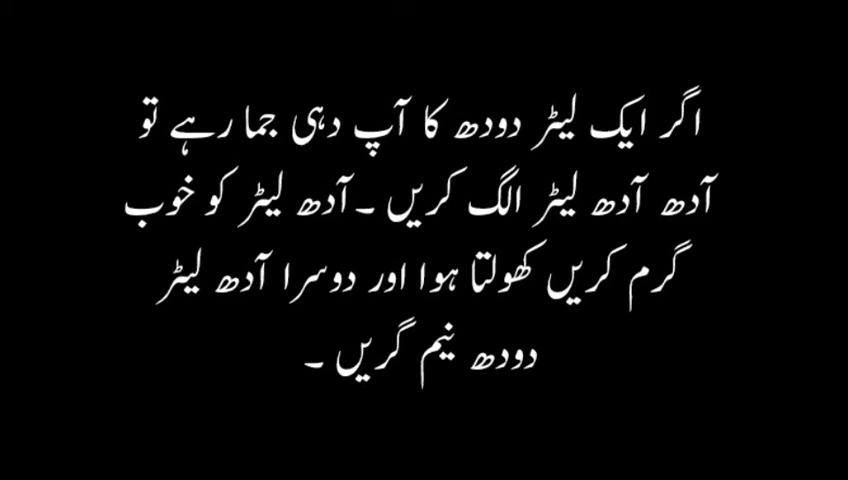 اگر ایک لیٹر دودھ کا آپ دہی جما رہے تو
آدھ آدھ لیٹر الگ کریں ۔آدھ لیٹر کو خوب
گرم کریں کھولتا ہوا اور دوسرا آدھ لیٹر
دودھ نیم گریں ۔